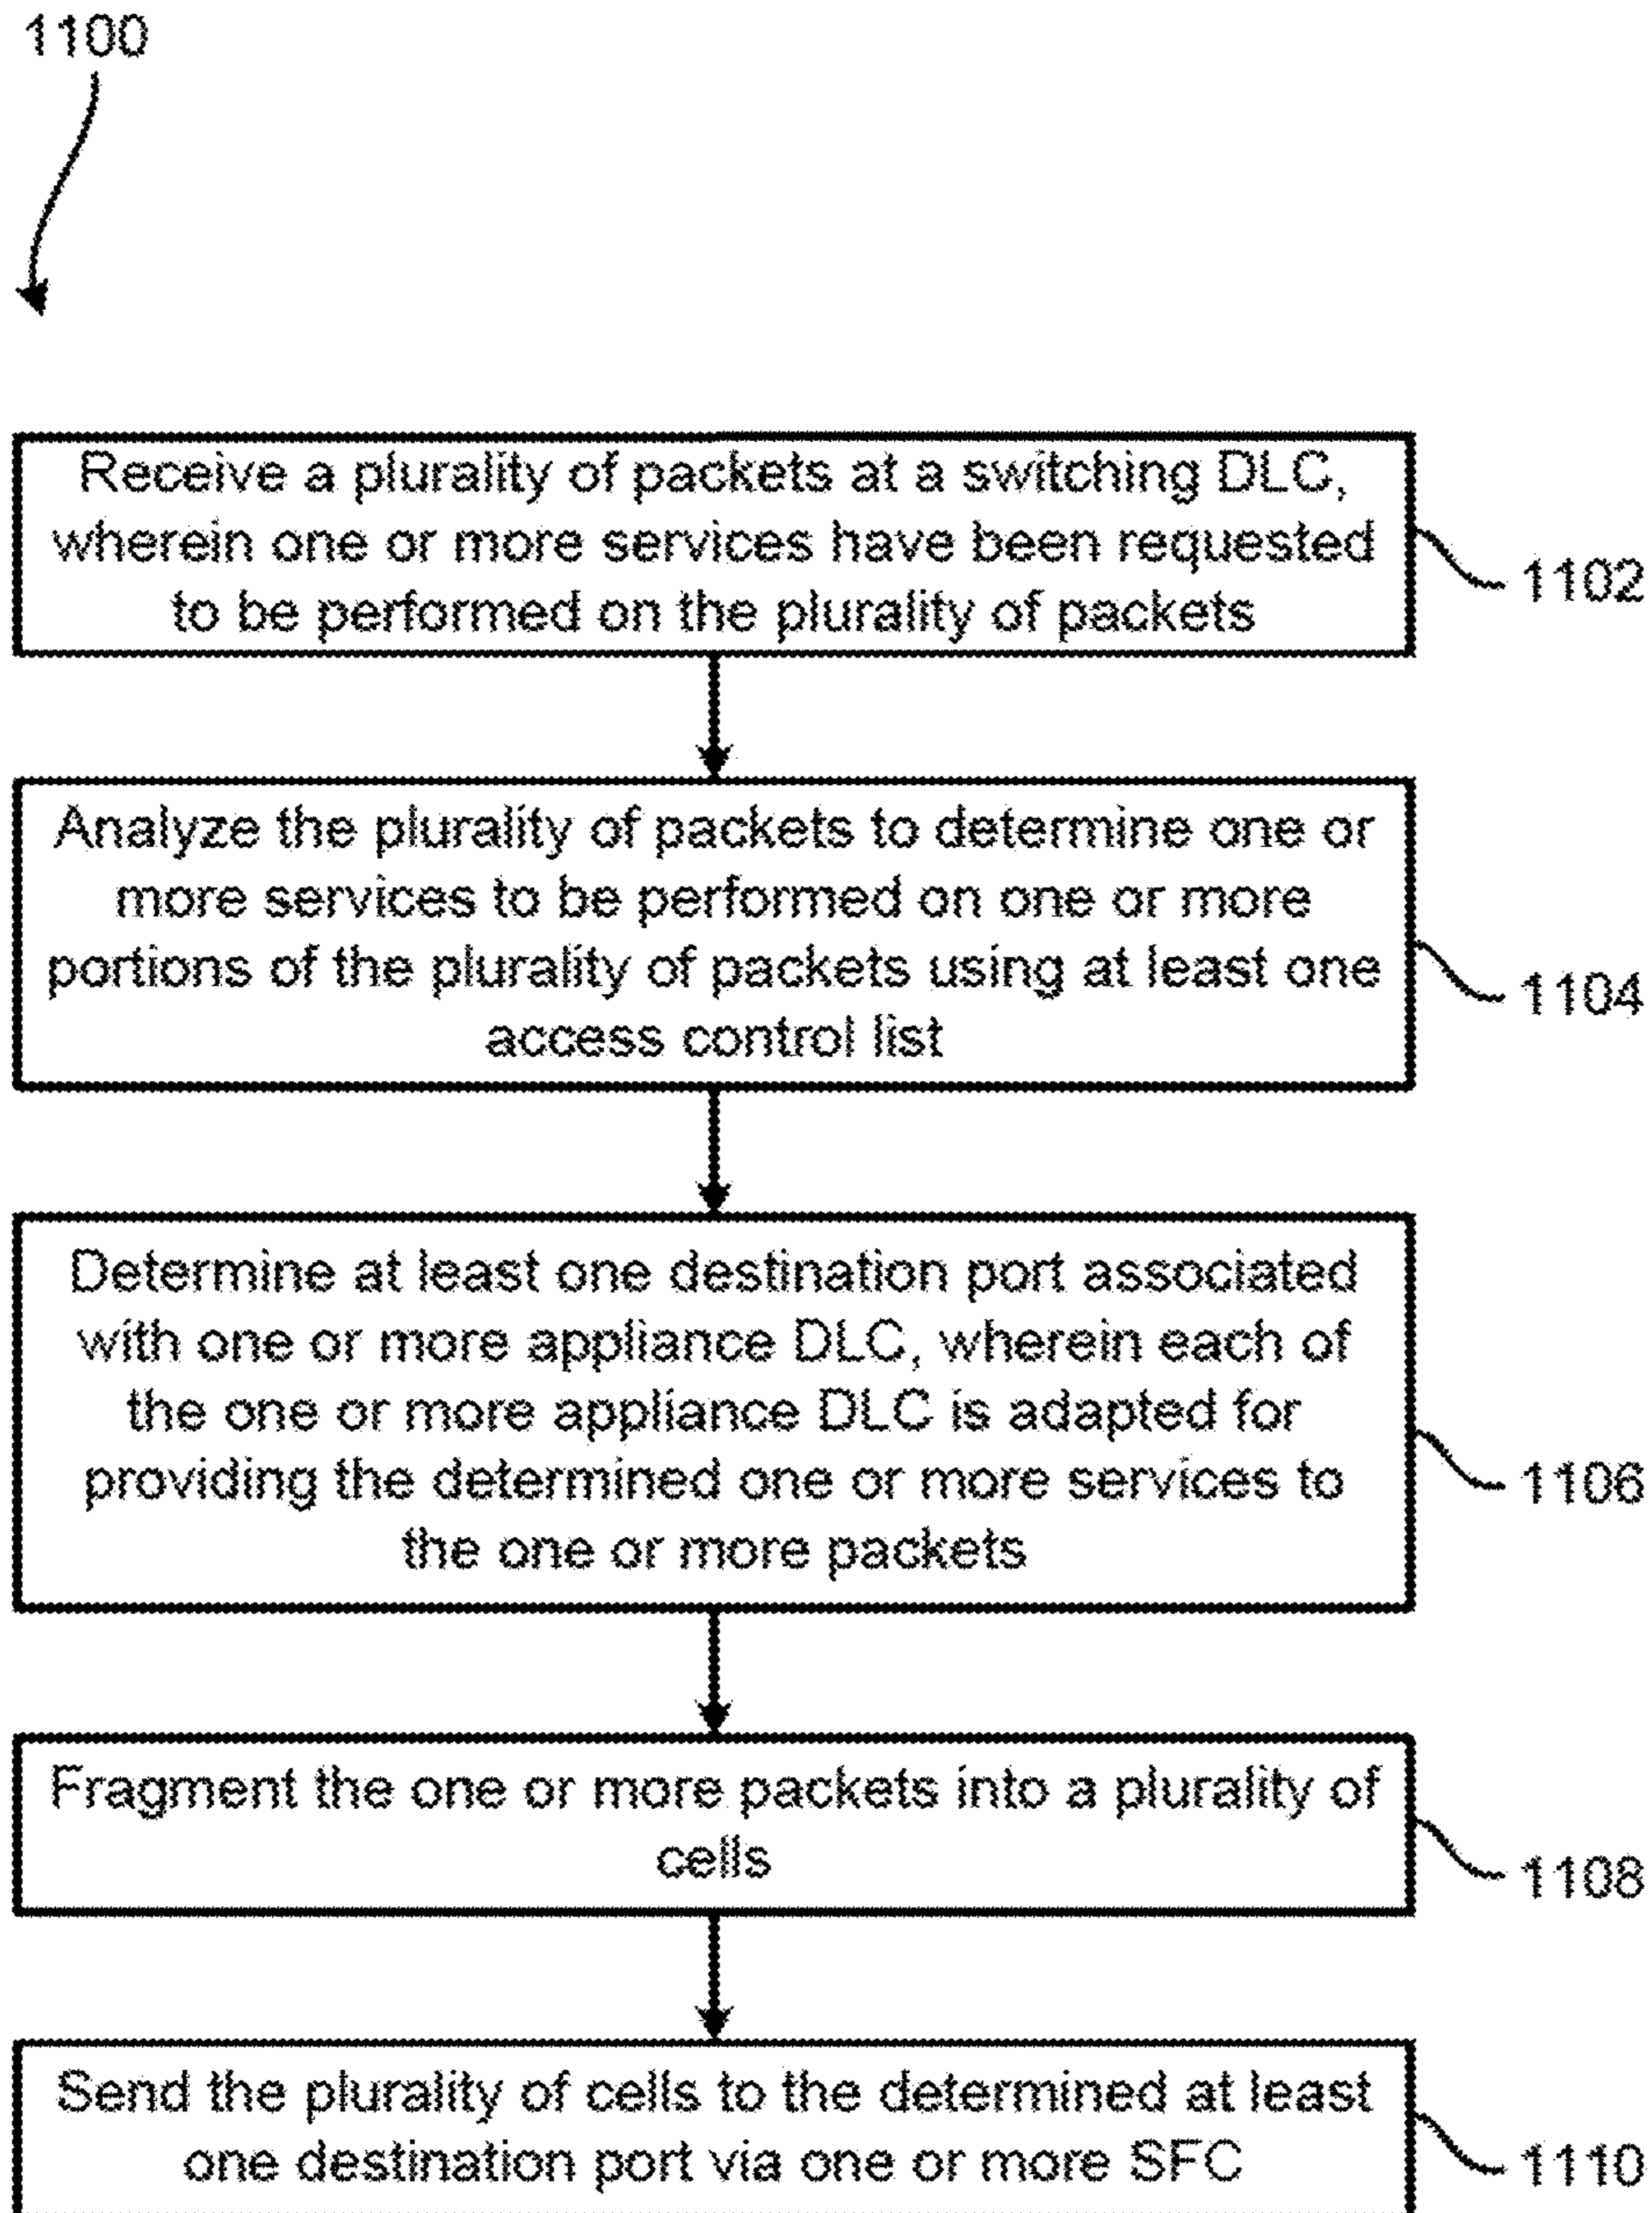 1100
Receive a plurality of packets at a switching DLC,
wherein one or more services have been requested
to be performed on the plurality of packets
1102
Analyze the plurality of packets to determine one or
more services to be performed on one or more
portions of the plurality of packets using at least one
access control list
1104
Determine at least one destination port associated
with one or more appliance DLC, wherein each of
the one or more appliance DLC is adapted for
providing the determined one or more services to
the one or more packets
1106
Fragment the one or more packets into a plurality of
cells
1108
Send the plurality of cells to the determined at least
one destination port via one or more SFC
1110